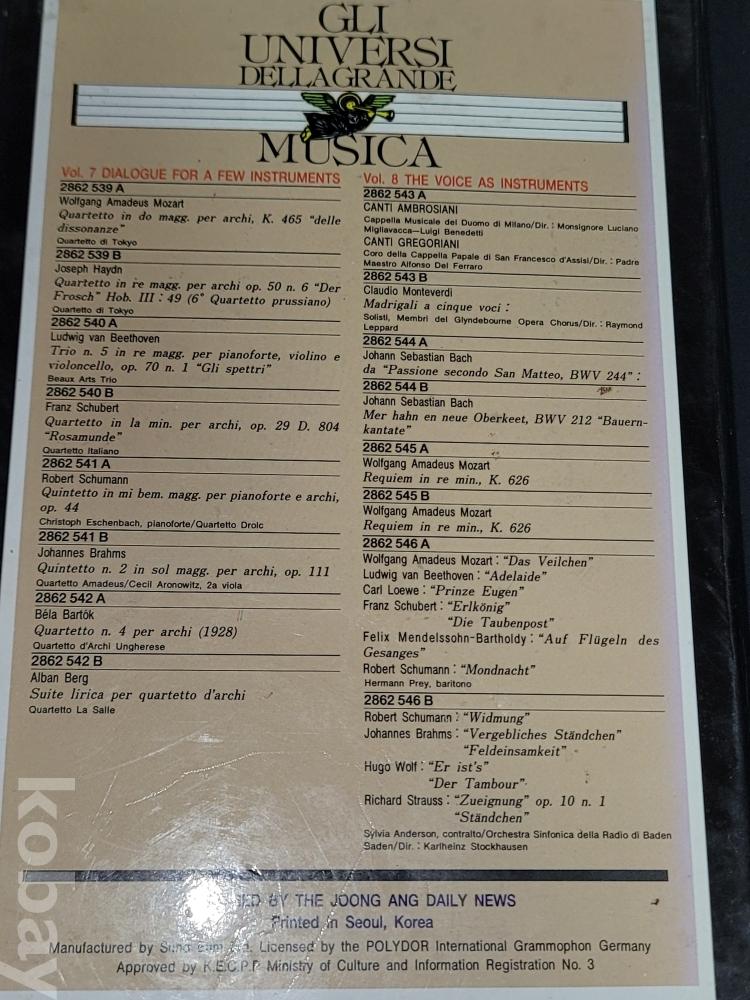 GLI
UNIVERSI
DELLA GRANDE
MUSICA
Vol. 7 DIALOGUE FOR A FEW INSTRUMENTS
2862 539 A
Wolfgang Amadeus Mozart
Quartetto in do magg. per archi, K. 465 “delle
dissonanze”
Quartetto di Tokyo
2862 539 B
Joseph Haydn
Quartetto in re magg. per archi op. 50 n. 6 “Der
Frosch” Hob. III : 49 (6° Quartetto prussiano)
Quartetto di Tokyo
2862 540 A
Ludwig van Beethoven
Trio n. 5 in re magg. per pianoforte, violino e
violoncello, op. 70 n. 1 “Gli spettri”
Beaux Arts Trio
2862 540 B
Franz Schubert
Quartetto in la min. per archi, op. 29 D. 804
“Rosamunde”
Quartetto Italiano
2862 541 A
Robert Schumann
Quintetto in mi bem. magg. per pianoforte e archi,
op. 44
Christoph Eschenbach, pianoforte/Quartetto Drolc
2862 541 B
Johannes Brahms
Quintetto n. 2 in sol magg. per archi, op. 111
Quartetto Amadeus/Cecil Aronowitz, 2a viola
2862 542 A
Béla Bartók
Quartetto n. 4 per archi (1928)
Quartetto d'Archi Ungherese
2862 542 B
Alban Berg
Suite lirica per quartetto d'archi
Quartetto La Salle
Vol. 8 THE VOICE AS INSTRUMENTS
2862 543 A
CANTI AMBROSIANI
Cappella Musicale del Duomo di Milano/Dir. : Monsignore Luciano
Migliavacca—Luigi Benedetti
CANTI GREGORIANI
Coro della Cappella Papale di San Francesco d'Assisi/Dir. : Padre
Maestro Alfonso Del Ferraro
2862 543 B
Claudio Monteverdi
Madrigali a cinque voci :
Solisti, Membri del Glyndebourne Opera Chorus/Dir. : Raymond
Leppard
2862 544 A
Johann Sebastian Bach
da “Passione secondo San Matteo, BWV 244” :
2862 544 B
Johann Sebastian Bach
Mer hahn en neue Oberkeet, BWV 212 “Bauern-
kantate”
2862 545 A
Wolfgang Amadeus Mozart
Requiem in re min., K. 626
2862 545 B
Wolfgang Amadeus Mozart
Requiem in re min., K. 626
2862 546 A
Wolfgang Amadeus Mozart : “Das Veilchen”
Ludwig van Beethoven : “Adelaide”
Carl Loewe : “Prinze Eugen”
Franz Schubert : “Erlkönig”
“Die Taubenpost”
Felix Mendelssohn-Bartholdy : “Auf Flügeln des
Gesanges”
Robert Schumann : “Mondnacht”
Hermann Prey, baritono
2862 546 B
Robert Schumann : “Widmung”
Johannes Brahms : “Vergebliches Ständchen”
“Feldeinsamkeit”
Hugo Wolf : “Er ist's”
“Der Tambour”
Richard Strauss : “Zueignung” op. 10 n. 1
“Ständchen”
Sylvia Anderson, contralto/Orchestra Sinfonica della Radio di Baden
Baden/Dir. : Karlheinz Stockhausen
BY THE JOONG ANG DAILY NEWS
Printed in Seoul, Korea
Manufactured by Licensed by the POLYDOR International Grammophon Germany
Approved by K.E.C.P.P Ministry of Culture and Information Registration No. 3
kobay